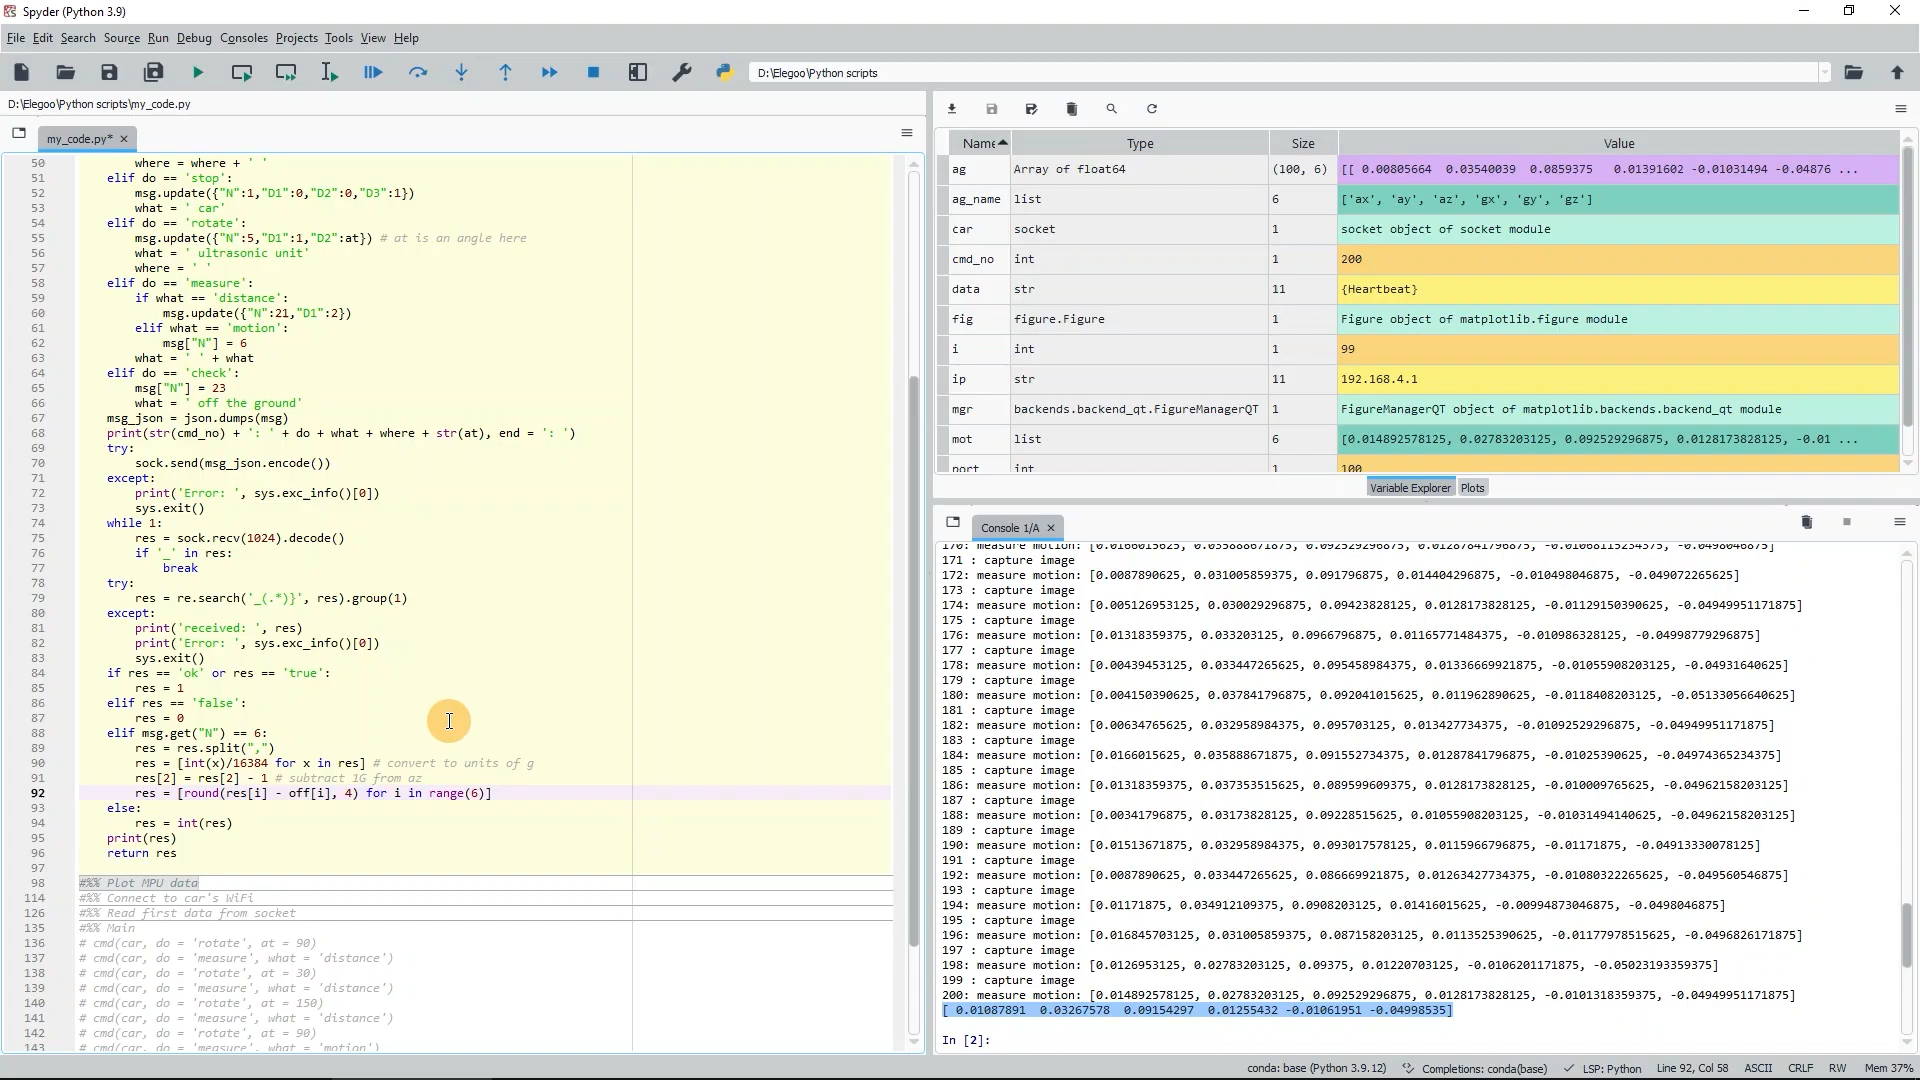 Spyder (Python 3.9)
File Edit Search Source Run Debug Consoles Projects Tools View Help
D:\Elegoo\Python scripts
D:\Elegoo\Python scripts\my_code.py
my_code.py*
50 where = where + ' '
51 elif do == 'stop':
52 msg.update({"N":1,"D1":0,"D2":0,"D3":1})
53 what = ' car'
54 elif do == 'rotate':
55 msg.update({"N":5,"D1":1,"D2":at}) # at is an angle here
56 what = ' ultrasonic unit'
57 where = ' '
58 elif do == 'measure':
59 if what == 'distance':
60 msg.update({"N":21,"D1":2})
61 elif what == 'motion':
62 msg["N"] = 6
63 what = ' ' + what
64 elif do == 'check':
65 msg["N"] = 23
66 what = ' off the ground'
67 msg_json = json.dumps(msg)
68 print(str(cmd_no) + ': ' + do + what + where + str(at), end = ': ')
69 try:
70 sock.send(msg_json.encode())
71 except:
72 print('Error: ', sys.exc_info()[0])
73 sys.exit()
74 while 1:
75 res = sock.recv(1024).decode()
76 if '_' in res:
77 break
78 try:
79 res = re.search('_(.*)}', res).group(1)
80 except:
81 print('received: ', res)
82 print('Error: ', sys.exc_info()[0])
83 sys.exit()
84 if res == 'ok' or res == 'true':
85 res = 1
86 elif res == 'false':
87 res = 0
88 elif msg.get("N") == 6:
89 res = res.split(",")
90 res = [int(x)/16384 for x in res] # convert to units of g
91 res[2] = res[2] - 1 # subtract 1G from az
92 res = [round(res[i] - off[i], 4) for i in range(6)]
93 else:
94 res = int(res)
95 print(res)
96 return res
97
98 #%% Plot MPU data
114 #%% Connect to car's WiFi
126 #%% Read first data from socket
135 #%% Main
136 # cmd(car, do = 'rotate', at = 90)
137 # cmd(car, do = 'measure', what = 'distance')
138 # cmd(car, do = 'rotate', at = 30)
139 # cmd(car, do = 'measure', what = 'distance')
140 # cmd(car, do = 'rotate', at = 150)
141 # cmd(car, do = 'measure', what = 'distance')
142 # cmd(car, do = 'rotate', at = 90)
143 # cmd(car, do = 'measure', what = 'motion')
Name Type Size Value
ag Array of float64 (100, 6) [[ 0.00805664 0.03540039 0.0859375 0.01391602 -0.01031494 -0.04876 ...
ag_name list 6 ['ax', 'ay', 'az', 'gx', 'gy', 'gz']
car socket 1 socket object of socket module
cmd_no int 1 200
data str 11 {Heartbeat}
fig figure.Figure 1 Figure object of matplotlib.figure module
i int 1 99
ip str 11 192.168.4.1
mgr backends.backend_qt.FigureManagerQT 1 FigureManagerQT object of matplotlib.backends.backend_qt module
mot list 6 [0.014892578125, 0.02783203125, 0.092529296875, 0.0128173828125, -0.01 ...
port int 1 100
Variable Explorer Plots
Console 1/A
170: measure motion: [0.0166015625, 0.035888671875, 0.092529296875, 0.01287841796875, -0.01068115234375, -0.0498046875]
171 : capture image
172: measure motion: [0.0087890625, 0.031005859375, 0.091796875, 0.014404296875, -0.010498046875, -0.049072265625]
173 : capture image
174: measure motion: [0.005126953125, 0.030029296875, 0.09423828125, 0.0128173828125, -0.01129150390625, -0.04949951171875]
175 : capture image
176: measure motion: [0.01318359375, 0.033203125, 0.0966796875, 0.01165771484375, -0.010986328125, -0.04998779296875]
177 : capture image
178: measure motion: [0.00439453125, 0.033447265625, 0.095458984375, 0.01336669921875, -0.01055908203125, -0.04931640625]
179 : capture image
180: measure motion: [0.004150390625, 0.037841796875, 0.092041015625, 0.011962890625, -0.0118408203125, -0.05133056640625]
181 : capture image
182: measure motion: [0.00634765625, 0.032958984375, 0.095703125, 0.013427734375, -0.01092529296875, -0.04949951171875]
183 : capture image
184: measure motion: [0.0166015625, 0.035888671875, 0.091552734375, 0.01287841796875, -0.01025390625, -0.04974365234375]
185 : capture image
186: measure motion: [0.01318359375, 0.037353515625, 0.089599609375, 0.0128173828125, -0.010009765625, -0.04962158203125]
187 : capture image
188: measure motion: [0.00341796875, 0.03173828125, 0.09228515625, 0.01055908203125, -0.01031494140625, -0.04962158203125]
189 : capture image
190: measure motion: [0.01513671875, 0.032958984375, 0.093017578125, 0.0115966796875, -0.01171875, -0.04913330078125]
191 : capture image
192: measure motion: [0.0087890625, 0.033447265625, 0.086669921875, 0.01263427734375, -0.01080322265625, -0.049560546875]
193 : capture image
194: measure motion: [0.01171875, 0.034912109375, 0.0908203125, 0.01416015625, -0.00994873046875, -0.0498046875]
195 : capture image
196: measure motion: [0.016845703125, 0.031005859375, 0.087158203125, 0.0113525390625, -0.01177978515625, -0.0496826171875]
197 : capture image
198: measure motion: [0.0126953125, 0.02783203125, 0.09375, 0.01220703125, -0.0106201171875, -0.05023193359375]
199 : capture image
200: measure motion: [0.014892578125, 0.02783203125, 0.092529296875, 0.0128173828125, -0.0101318359375, -0.04949951171875]
[ 0.01087891 0.03267578 0.09154297 0.01255432 -0.01061951 -0.04998535]
In [2]:
conda: base (Python 3.9.12) Completions: conda(base) LSP: Python Line 92, Col 58 ASCII CRLF RW Mem 37%